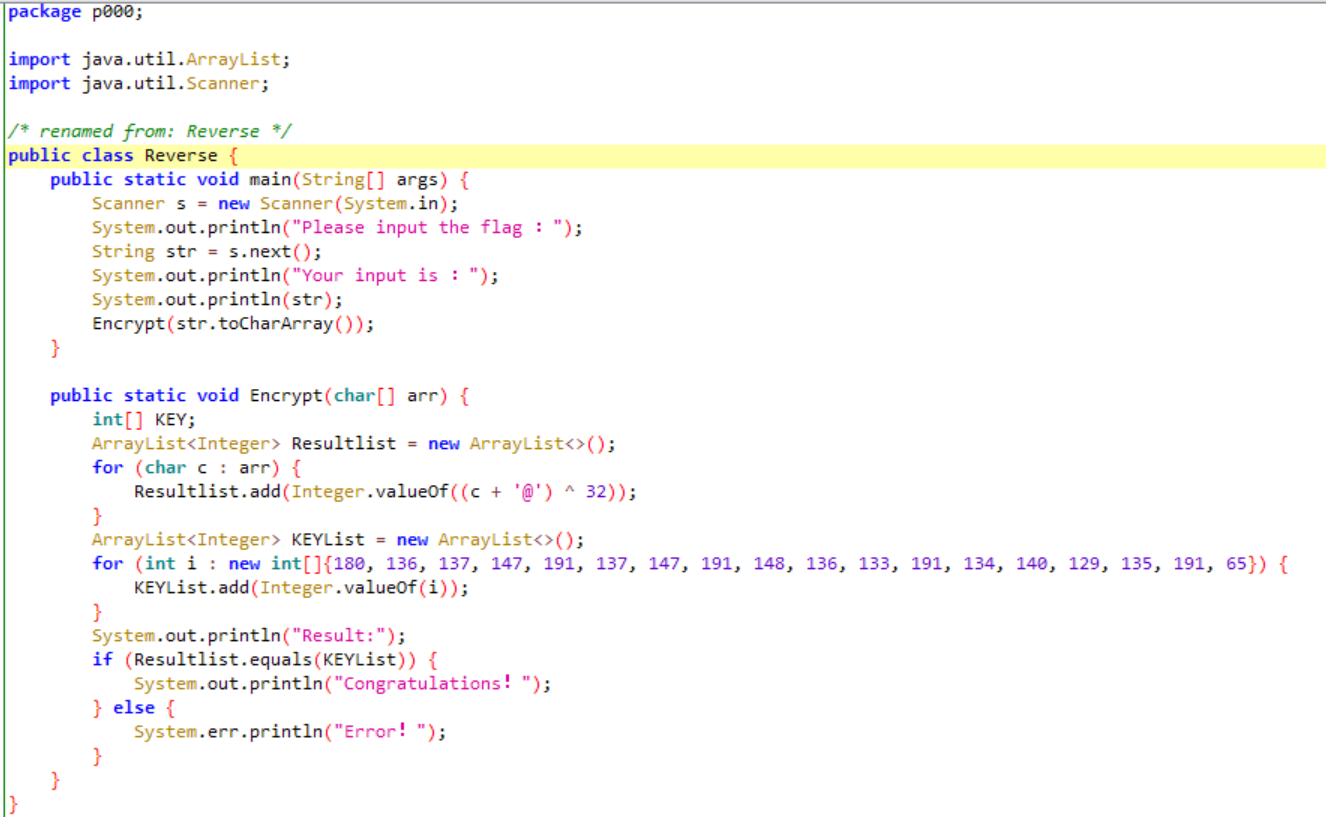 package p000;

import java.util.ArrayList;
import java.util.Scanner;

/* renamed from: Reverse */
public class Reverse {
    public static void main(String[] args) {
        Scanner s = new Scanner(System.in);
        System.out.println("Please input the flag ：");
        String str = s.next();
        System.out.println("Your input is ：");
        System.out.println(str);
        Encrypt(str.toCharArray());
    }

    public static void Encrypt(char[] arr) {
        int[] KEY;
        ArrayList<Integer> Resultlist = new ArrayList<>();
        for (char c : arr) {
            Resultlist.add(Integer.valueOf((c + '@') ^ 32));
        }
        ArrayList<Integer> KEYList = new ArrayList<>();
        for (int i : new int[]{180, 136, 137, 147, 191, 137, 147, 191, 148, 136, 133, 191, 134, 140, 129, 135, 191, 65}) {
            KEYList.add(Integer.valueOf(i));
        }
        System.out.println("Result:");
        if (Resultlist.equals(KEYList)) {
            System.out.println("Congratulations！");
        } else {
            System.err.println("Error！");
        }
    }
}